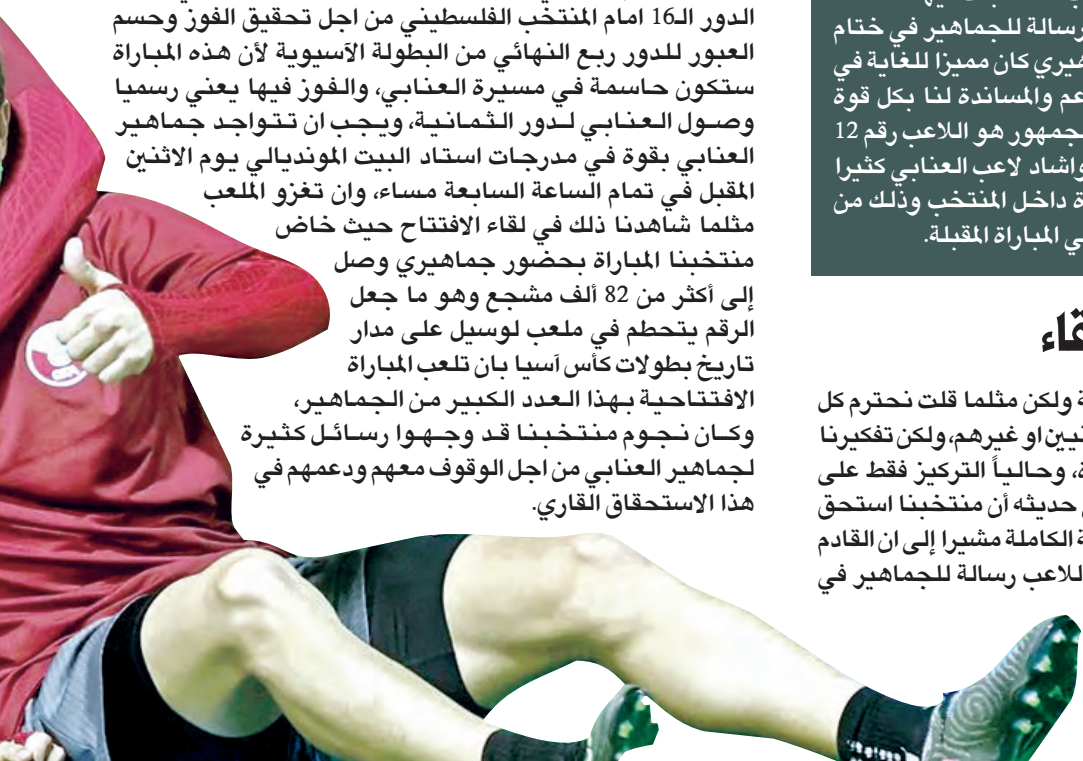 رسالة للجماهير في ختام
هيري كان مميزا للغاية في
عم والمساندة لنا بكل قوة
جمهور هو اللاعب رقم 12
واشاد لاعب العنابي كثيرا
ة داخل المنتخب وذلك من
ي المباراة المقبلة.
قاء
ة ولكن مثلما قلت نحترم كل
نيين او غيرهم، ولكن تفكيرنا
ة، وحالياً التركيز فقط على
م حديثه أن منتخبنا استحق
ة الكاملة مشيرا إلى ان القادم
للاعب رسالة للجماهير في
الدور الـ16 امام المنتخب الفلسطيني من اجل تحقيق الفوز وحسم
العبور للدور ربع النهائي من البطولة الآسيوية لأن هذه المباراة
ستكون حاسمة في مسيرة العنابي، والفوز فيها يعني رسميا
وصول العنابي لدور الثمانية، ويجب ان تتواجد جماهير
العنابي بقوة في مدرجات استاد البيت المونديالي يوم الاثنين
المقبل في تمام الساعة السابعة مساء، وان تغزو الملعب
مثلما شاهدنا ذلك في لقاء الافتتاح حيث خاض
منتخبنا المباراة بحضور جماهيري وصل
إلى أكثر من 82 ألف مشجع وهو ما جعل
الرقم يتحطم في ملعب لوسيل على مدار
تاريخ بطولات كأس آسيا بان تلعب المباراة
الافتتاحية بهذا العدد الكبير من الجماهير،
وكان نجوم منتخبنا قد وجهوا رسائل كثيرة
لجماهير العنابي من اجل الوقوف معهم ودعمهم في
هذا الاستحقاق القاري.